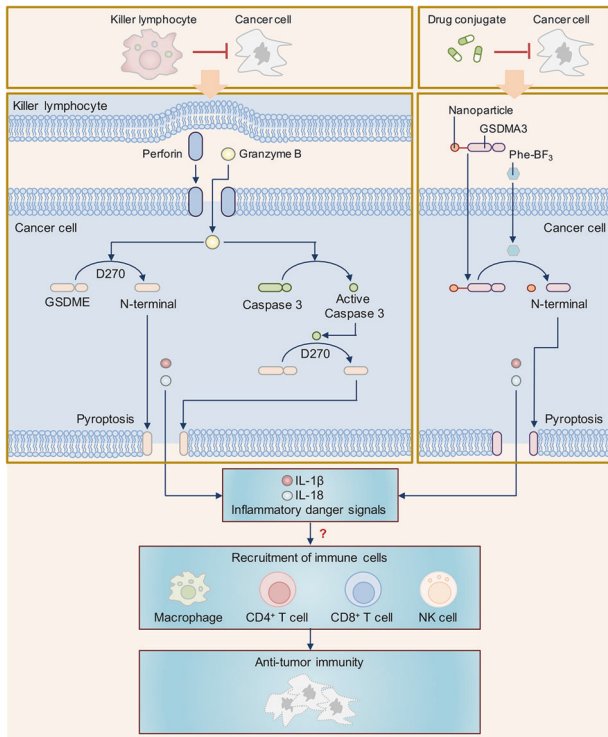 Killer lymphocyte
Cancer cell
Drug conjugate
Cancer cell
Killer lymphocyte
Perforin
Granzyme B
Cancer cell
D270
GSDME
N-terminal
Caspase 3
Active
Caspase 3
D270
Pyroptosis
Nanoparticle
GSDMA3
Phe-BF₃
Cancer cell
N-terminal
Pyroptosis
IL-1β
IL-18
Inflammatory danger signals
?
Recruitment of immune cells
Macrophage
CD4⁺ T cell
CD8⁺ T cell
NK cell
Anti-tumor immunity